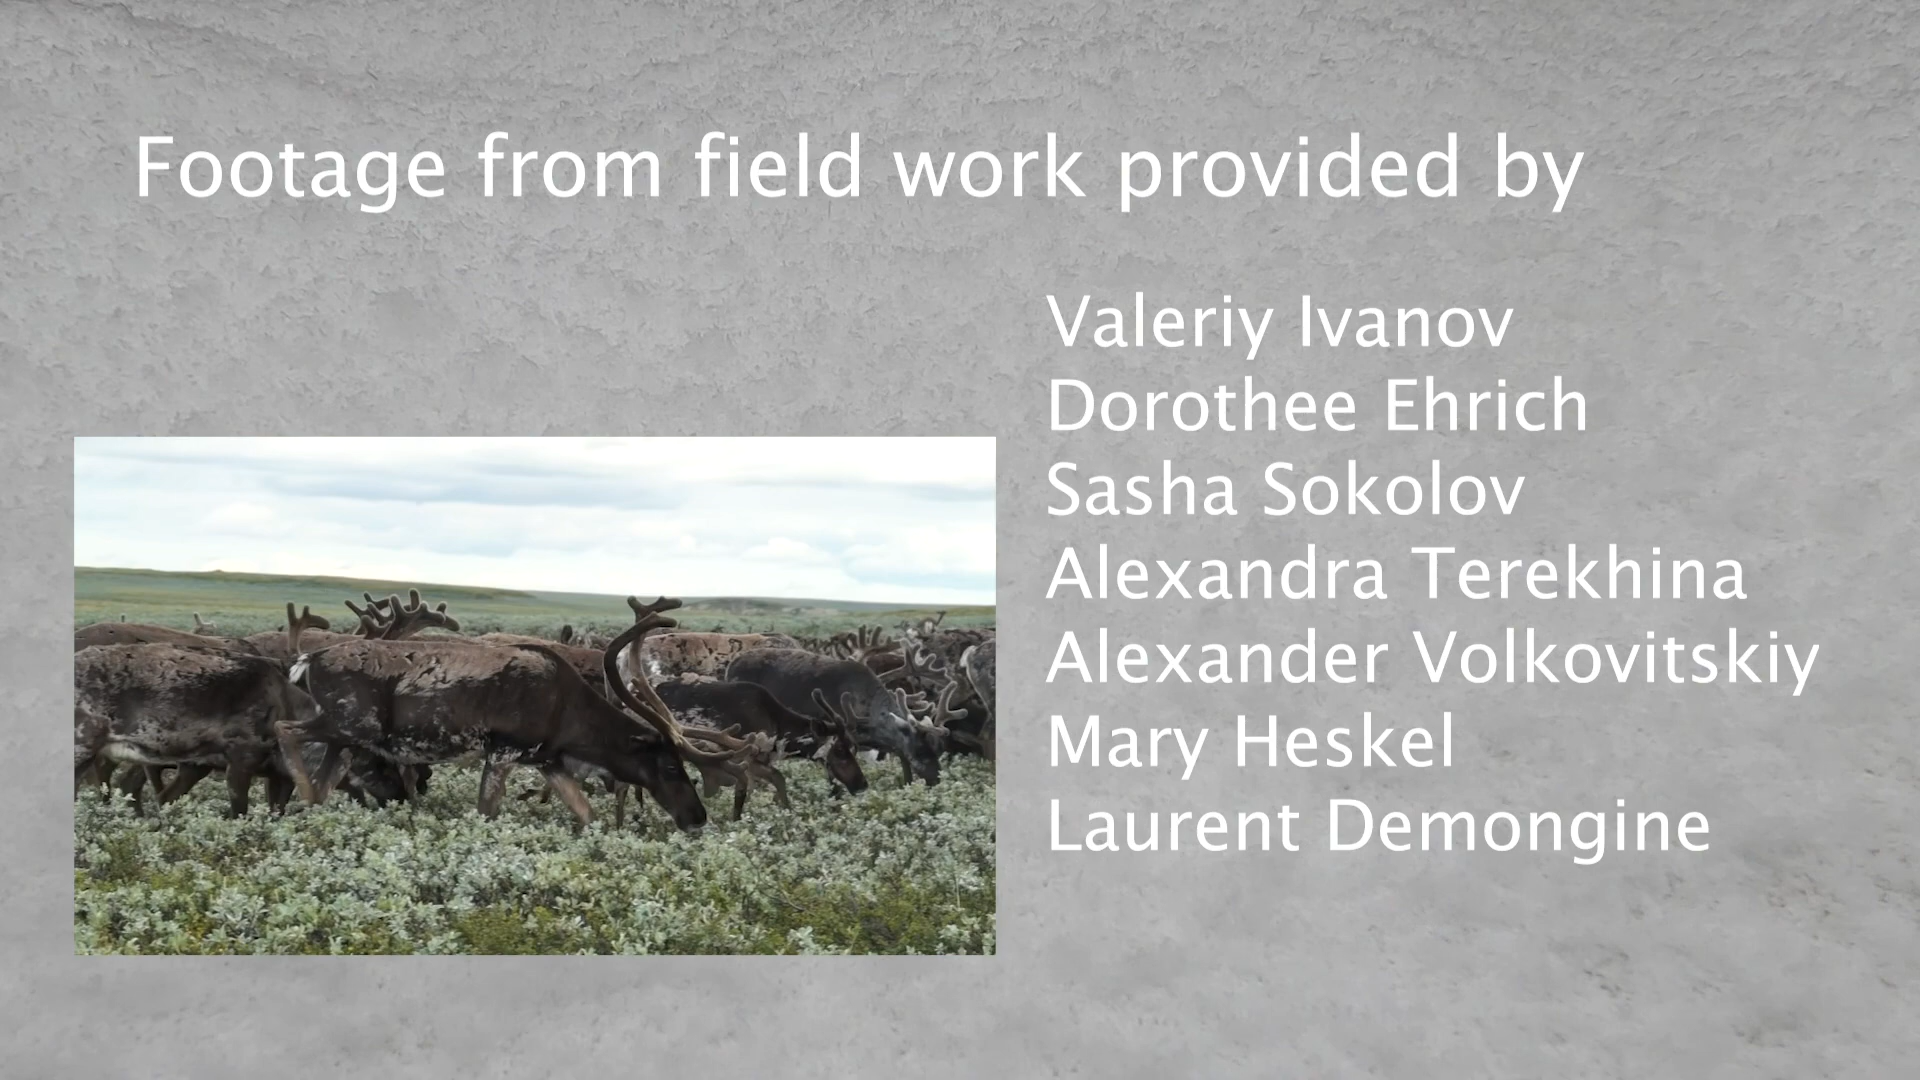 Footage from field work provided by
Valeriy Ivanov
Dorothee Ehrich
Sasha Sokolov
Alexandra Terekhina
Alexander Volkovitskiy
Mary Heskel
Laurent Demongine